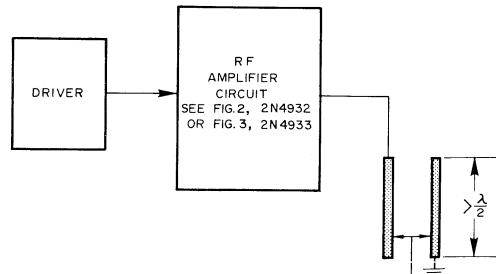 DRIVER
RF
AMPLIFIER
CIRCUIT
SEE FIG.2, 2N4932
OR FIG.3, 2N4933
>λ/2